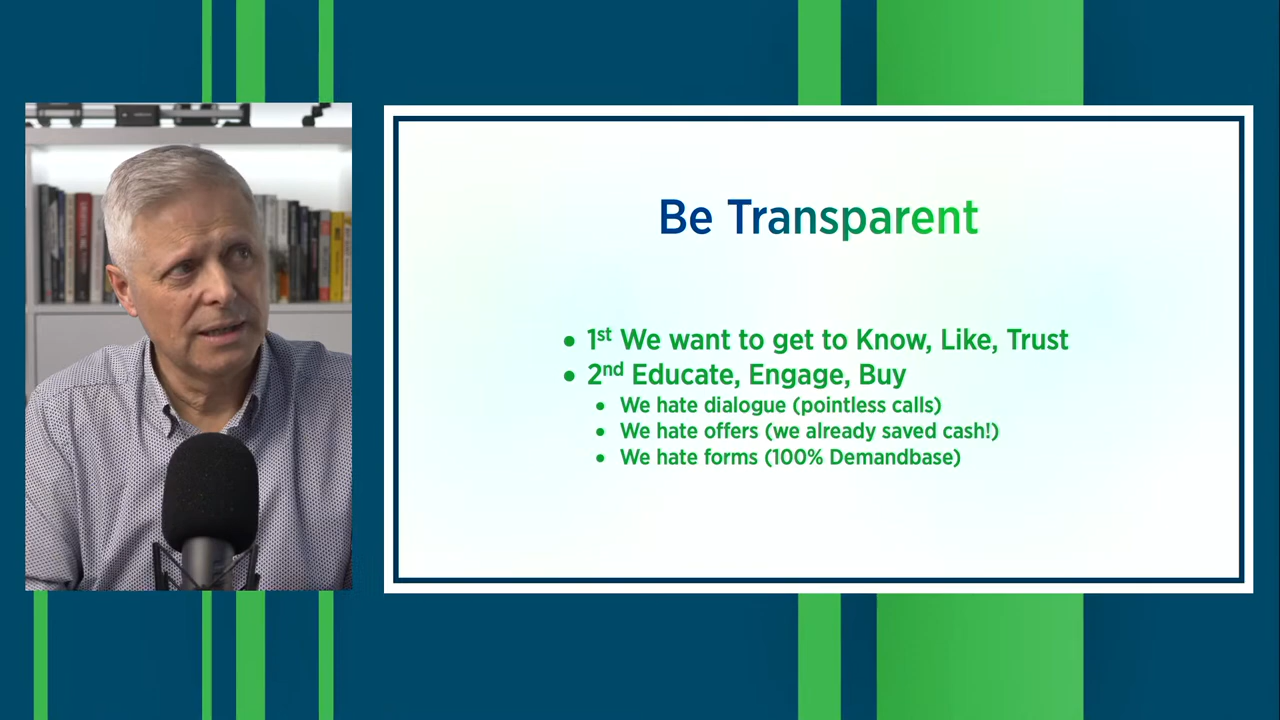 Be Transparent
• 1st We want to get to Know, Like, Trust
• 2nd Educate, Engage, Buy
• We hate dialogue (pointless calls)
• We hate offers (we already saved cash!)
• We hate forms (100% Demandbase)